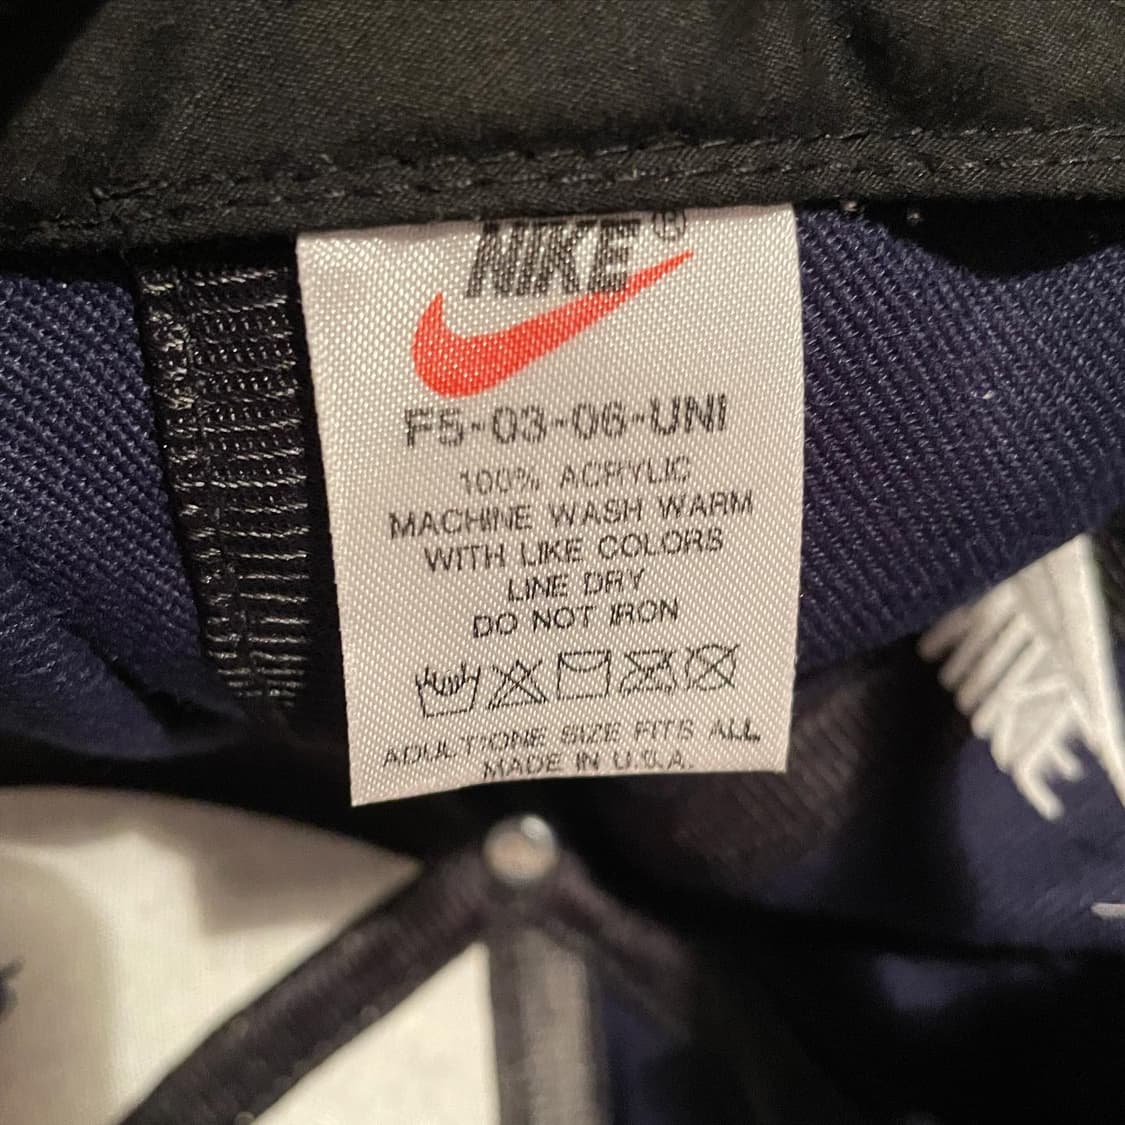 NIKE®
F5-03-06-UNI
100% ACRYLIC
MACHINE WASH WARM
WITH LIKE COLORS
LINE DRY
DO NOT IRON
ADULT ONE SIZE FITS ALL
MADE IN U.S.A.
NIKE